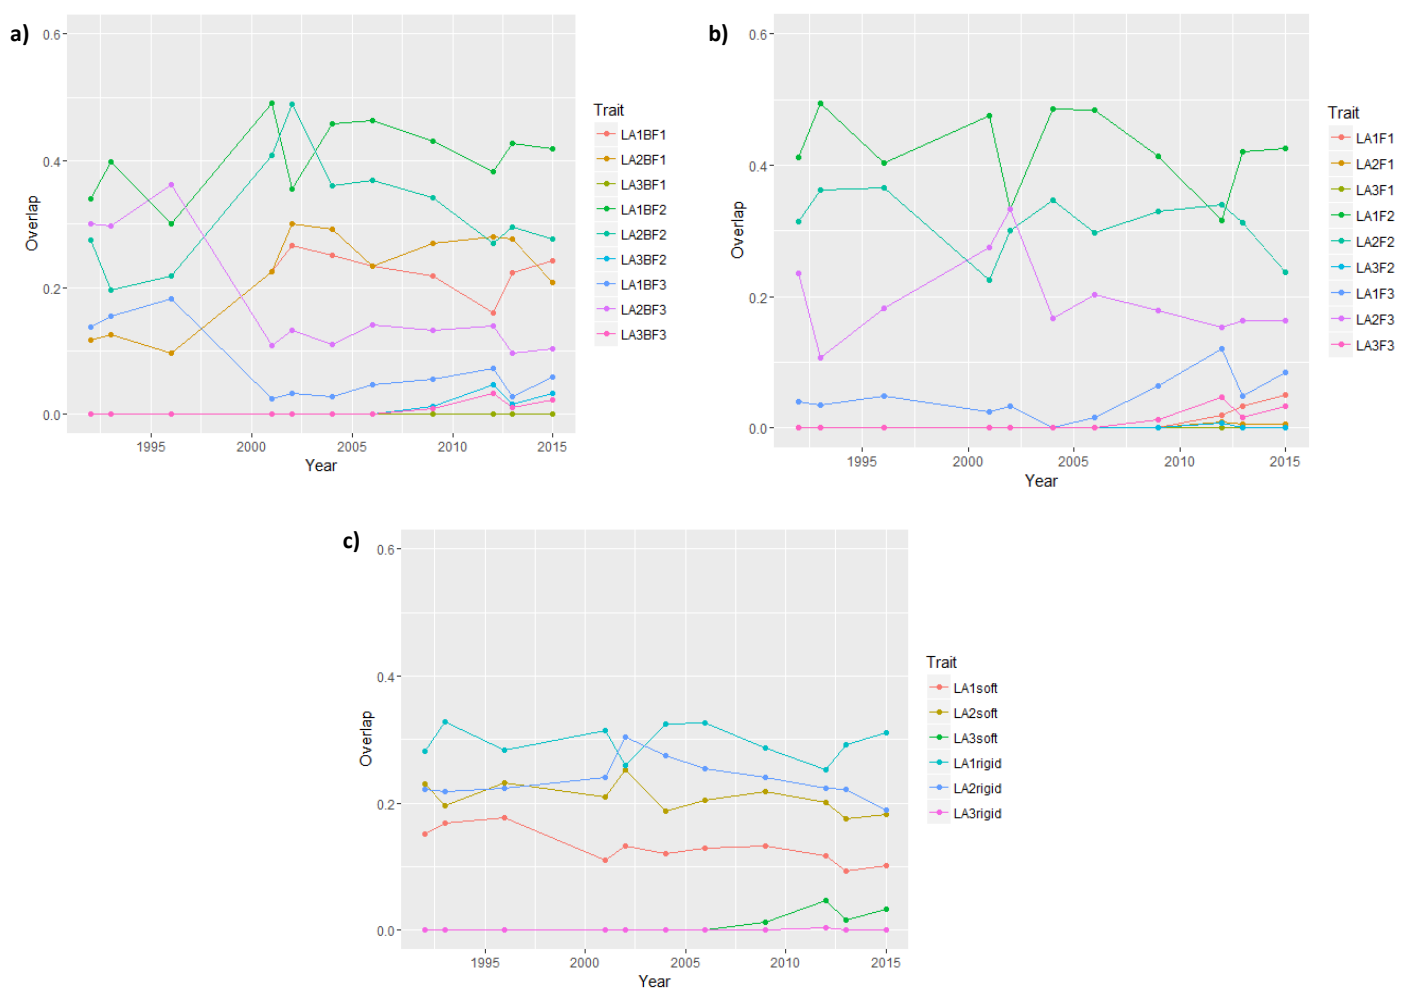 a)
0.6
0.4
0.2
0.0
Overlap
1995 2000 2005 2010 2015
Year
Trait
LA1BF1
LA2BF1
LA3BF1
LA1BF2
LA2BF2
LA3BF2
LA1BF3
LA2BF3
LA3BF3
b)
0.6
0.4
0.2
0.0
Overlap
1995 2000 2005 2010 2015
Year
Trait
LA1F1
LA2F1
LA3F1
LA1F2
LA2F2
LA3F2
LA1F3
LA2F3
LA3F3
c)
0.6
0.4
0.2
0.0
Overlap
1995 2000 2005 2010 2015
Year
Trait
LA1soft
LA2soft
LA3soft
LA1rigid
LA2rigid
LA3rigid